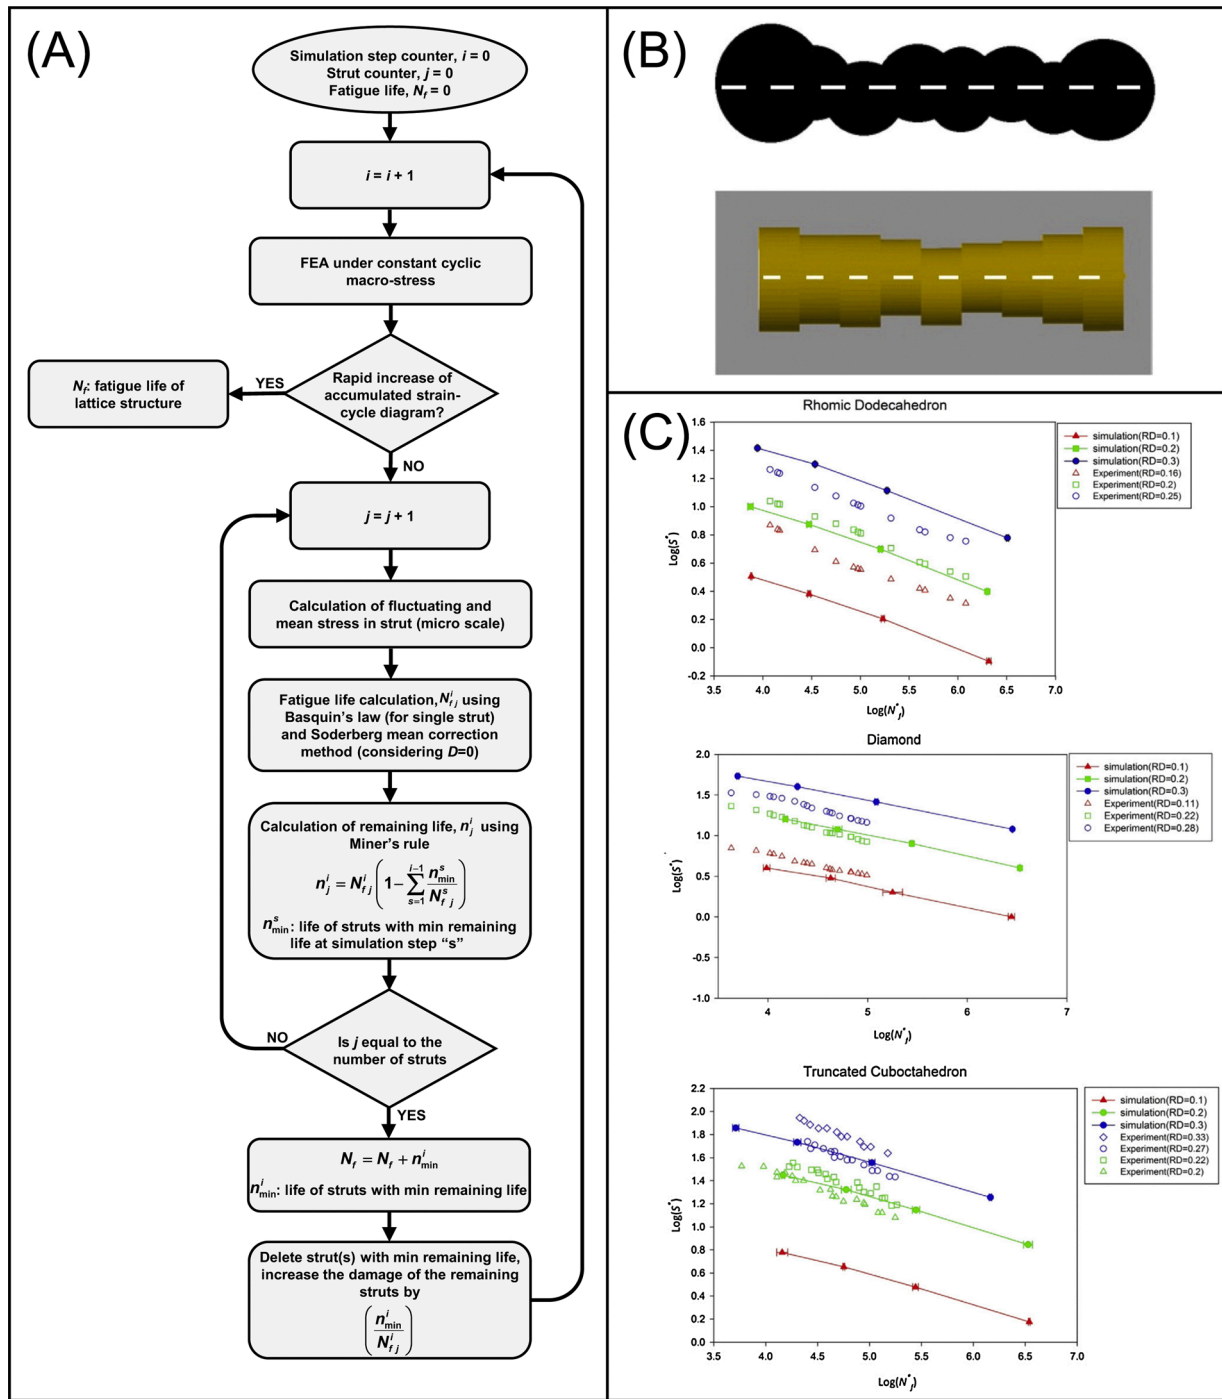 (A)
Simulation step counter, i = 0
Strut counter, j = 0
Fatigue life, N_f = 0
i = i + 1
FEA under constant cyclic
macro-stress
Rapid increase of
accumulated strain-
cycle diagram?
YES
N_f: fatigue life of
lattice structure
NO
j = j + 1
Calculation of fluctuating and
mean stress in strut (micro scale)
Fatigue life calculation, N_{f j}^i using
Basquin's law (for single strut)
and Soderberg mean correction
method (considering D=0)
Calculation of remaining life, n_j^i using
Miner's rule
n_j^i = N_{f j}^i (1 − ∑_{s=1}^{i−1} n_min^s / N_{f j}^s)
n_min^s : life of struts with min remaining
life at simulation step "s"
NO
Is j equal to the
number of struts
YES
N_f = N_f + n_min^i
n_min^i : life of struts with min remaining life
Delete strut(s) with min remaining life,
increase the damage of the remaining
struts by
(n_min^i / N_{f j}^i)
(B)
(C)
Rhomic Dodecahedron
1.6
1.4
1.2
1.0
0.8
0.6
0.4
0.2
0.0
-0.2
Log(S*)
3.5 4.0 4.5 5.0 5.5 6.0 6.5 7.0
Log(N*_f)
simulation(RD=0.1)
simulation(RD=0.2)
simulation(RD=0.3)
Experiment(RD=0.16)
Experiment(RD=0.2)
Experiment(RD=0.25)
Diamond
2.0
1.5
1.0
0.5
0.0
-0.5
-1.0
Log(S*)
4 5 6 7
Log(N*_f)
simulation(RD=0.1)
simulation(RD=0.2)
simulation(RD=0.3)
Experiment(RD=0.11)
Experiment(RD=0.22)
Experiment(RD=0.28)
Truncated Cuboctahedron
2.2
2.0
1.8
1.6
1.4
1.2
1.0
0.8
0.6
0.4
0.2
0.0
Log(S*)
3.5 4.0 4.5 5.0 5.5 6.0 6.5 7.0
Log(N*_f)
simulation(RD=0.1)
simulation(RD=0.2)
simulation(RD=0.3)
Experiment(RD=0.33)
Experiment(RD=0.27)
Experiment(RD=0.22)
Experiment(RD=0.2)